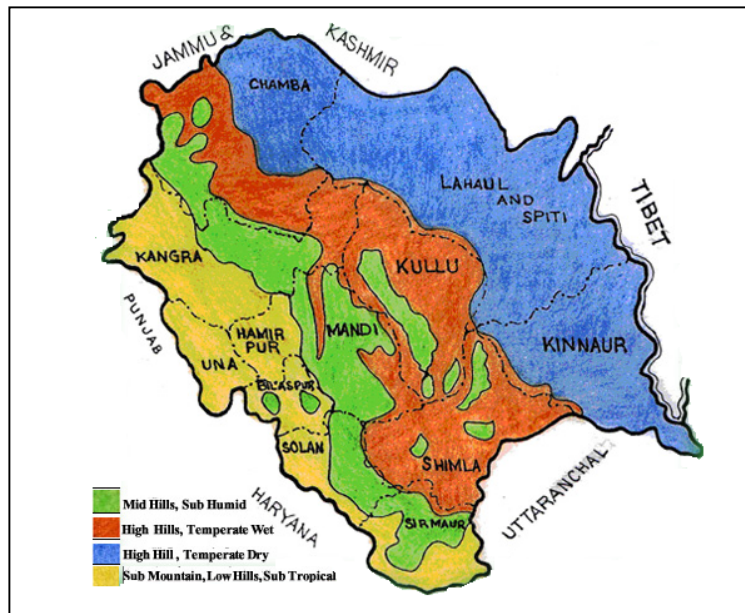 JAMMU &
KASHMIR
CHAMBA
LAHAUL
AND
SPITI
TIBET
KANGRA
KULLU
PUNJAB
HAMIR
PUR
MANDI
KINNAUR
UNA
BILASPUR
SOLAN
SHIMLA
UTTARANCHAL
HARYANA
SIRMAUR
Mid Hills, Sub Humid
High Hills, Temperate Wet
High Hill, Temperate Dry
Sub Mountain, Low Hills, Sub Tropical